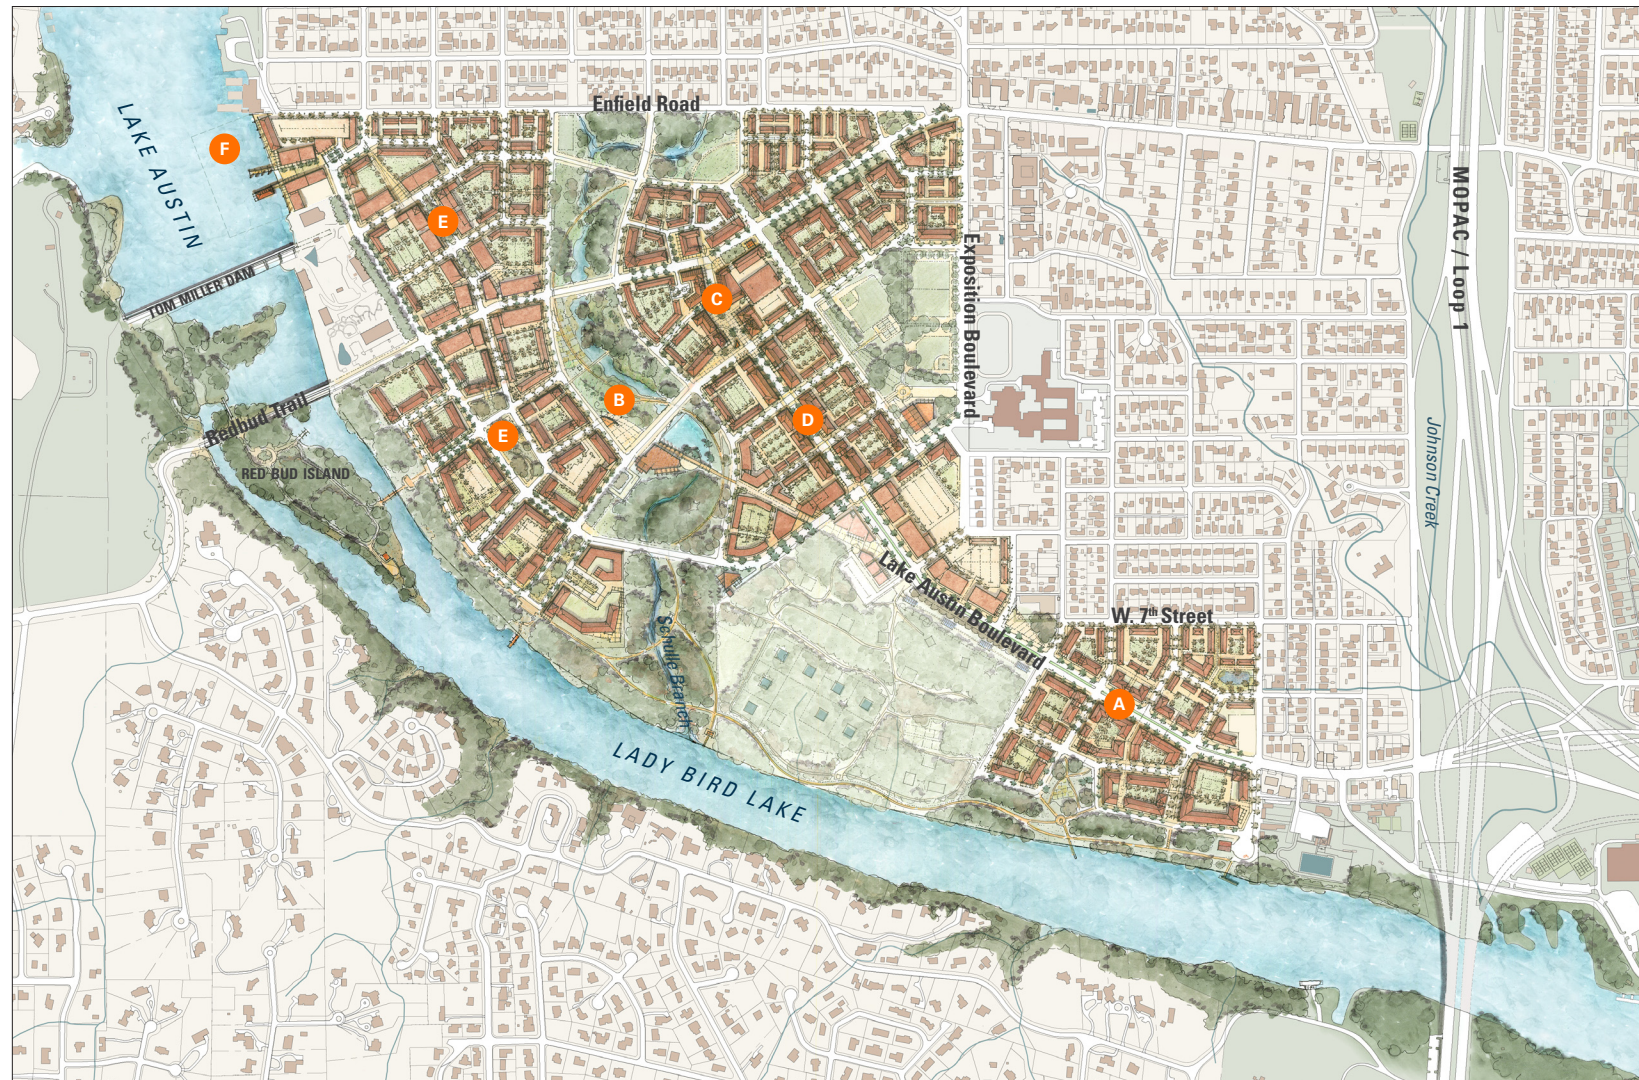 Enfield Road
LAKE AUSTIN
F
E
MOPAC / Loop 1
Exposition Boulevard
TOM MILLER DAM
C
B
D
Redbud Trail
E
RED BUD ISLAND
Johnson Creek
Lake Austin Boulevard
W. 7th Street
Schulle Branch
A
LADY BIRD LAKE